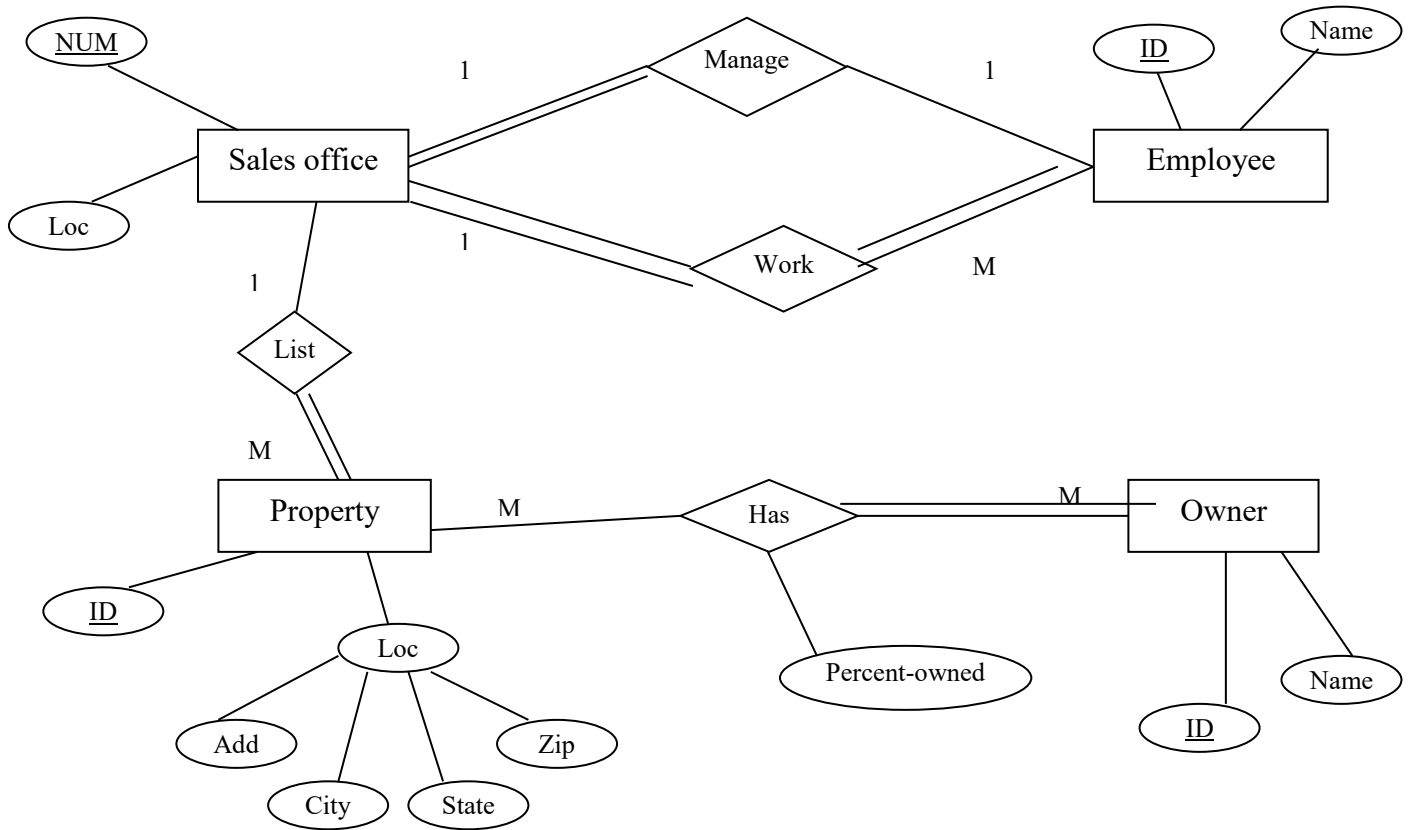 NUM
Manage
ID
Name
1
1
Sales office
Employee
Loc
1
Work
M
1
List
M
Property
M
Has
M
Owner
ID
Loc
Percent-owned
Name
ID
Add
Zip
City
State